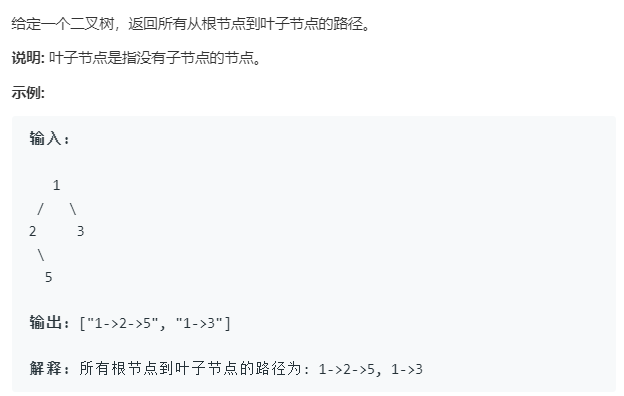 给定一个二叉树，返回所有从根节点到叶子节点的路径。
说明: 叶子节点是指没有子节点的节点。
示例:
输入:
1
/ \
2 3
\
5
输出: ["1->2->5", "1->3"]
解释: 所有根节点到叶子节点的路径为: 1->2->5, 1->3